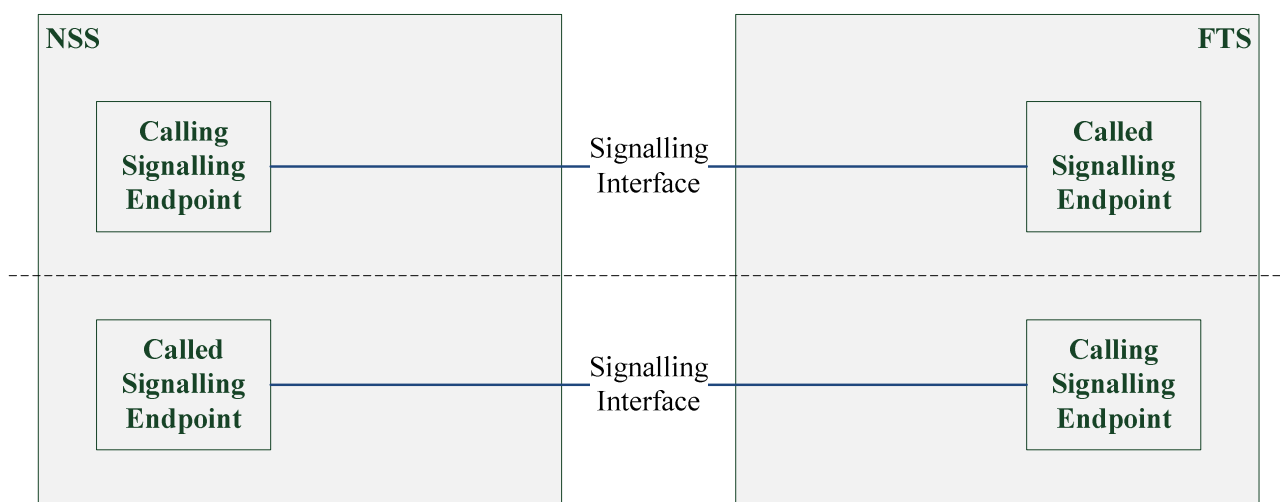 NSS
FTS
Calling
Signalling
Endpoint
Signalling
Interface
Called
Signalling
Endpoint
Called
Signalling
Endpoint
Signalling
Interface
Calling
Signalling
Endpoint